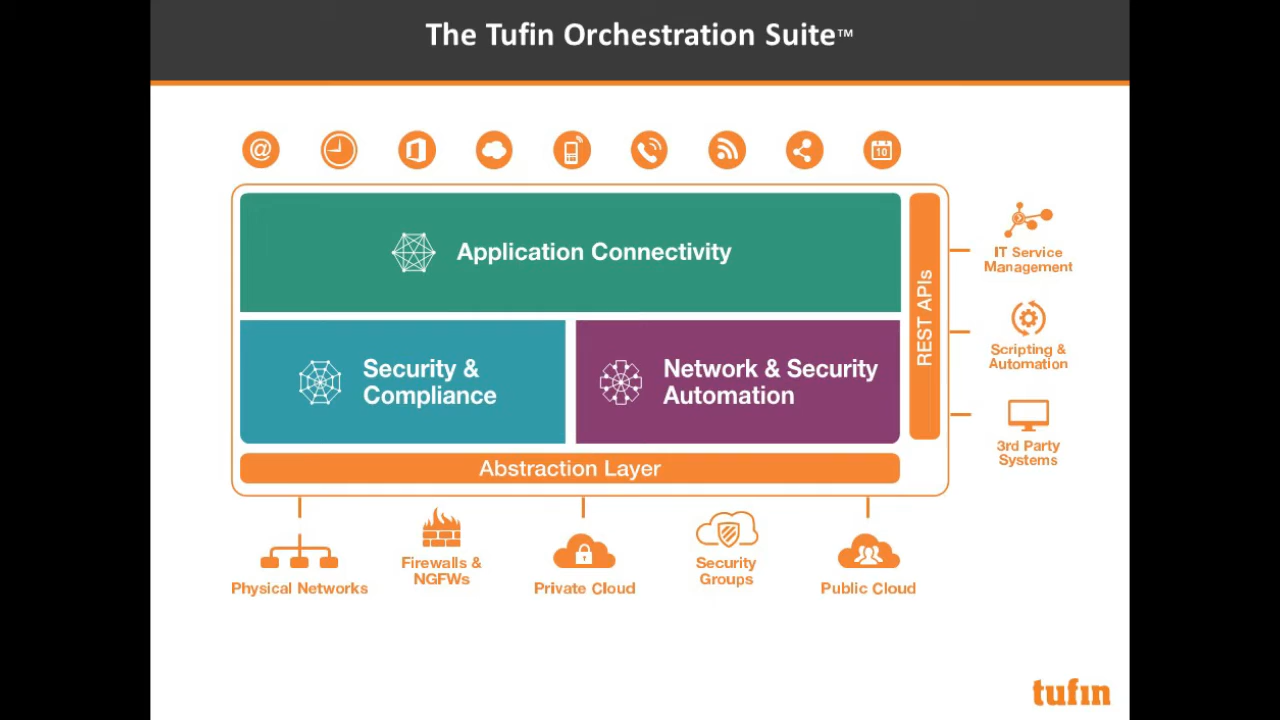 The Tufin Orchestration Suite™
@
10
Application Connectivity
Security &
Compliance
Network & Security
Automation
REST APIs
Abstraction Layer
IT Service
Management
Scripting &
Automation
3rd Party
Systems
Physical Networks
Firewalls &
NGFWs
Private Cloud
Security
Groups
Public Cloud
tufin